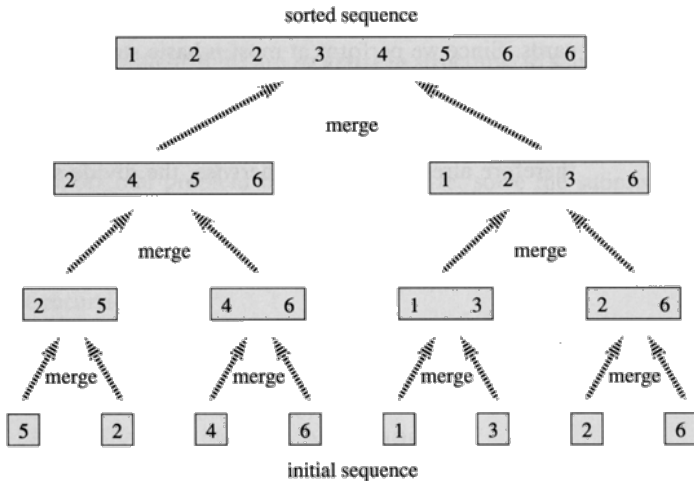 sorted sequence
1 2 2 3 4 5 6 6
merge
2 4 5 6
1 2 3 6
merge
merge
2 5
4 6
1 3
2 6
merge
merge
merge
merge
5
2
4
6
1
3
2
6
initial sequence